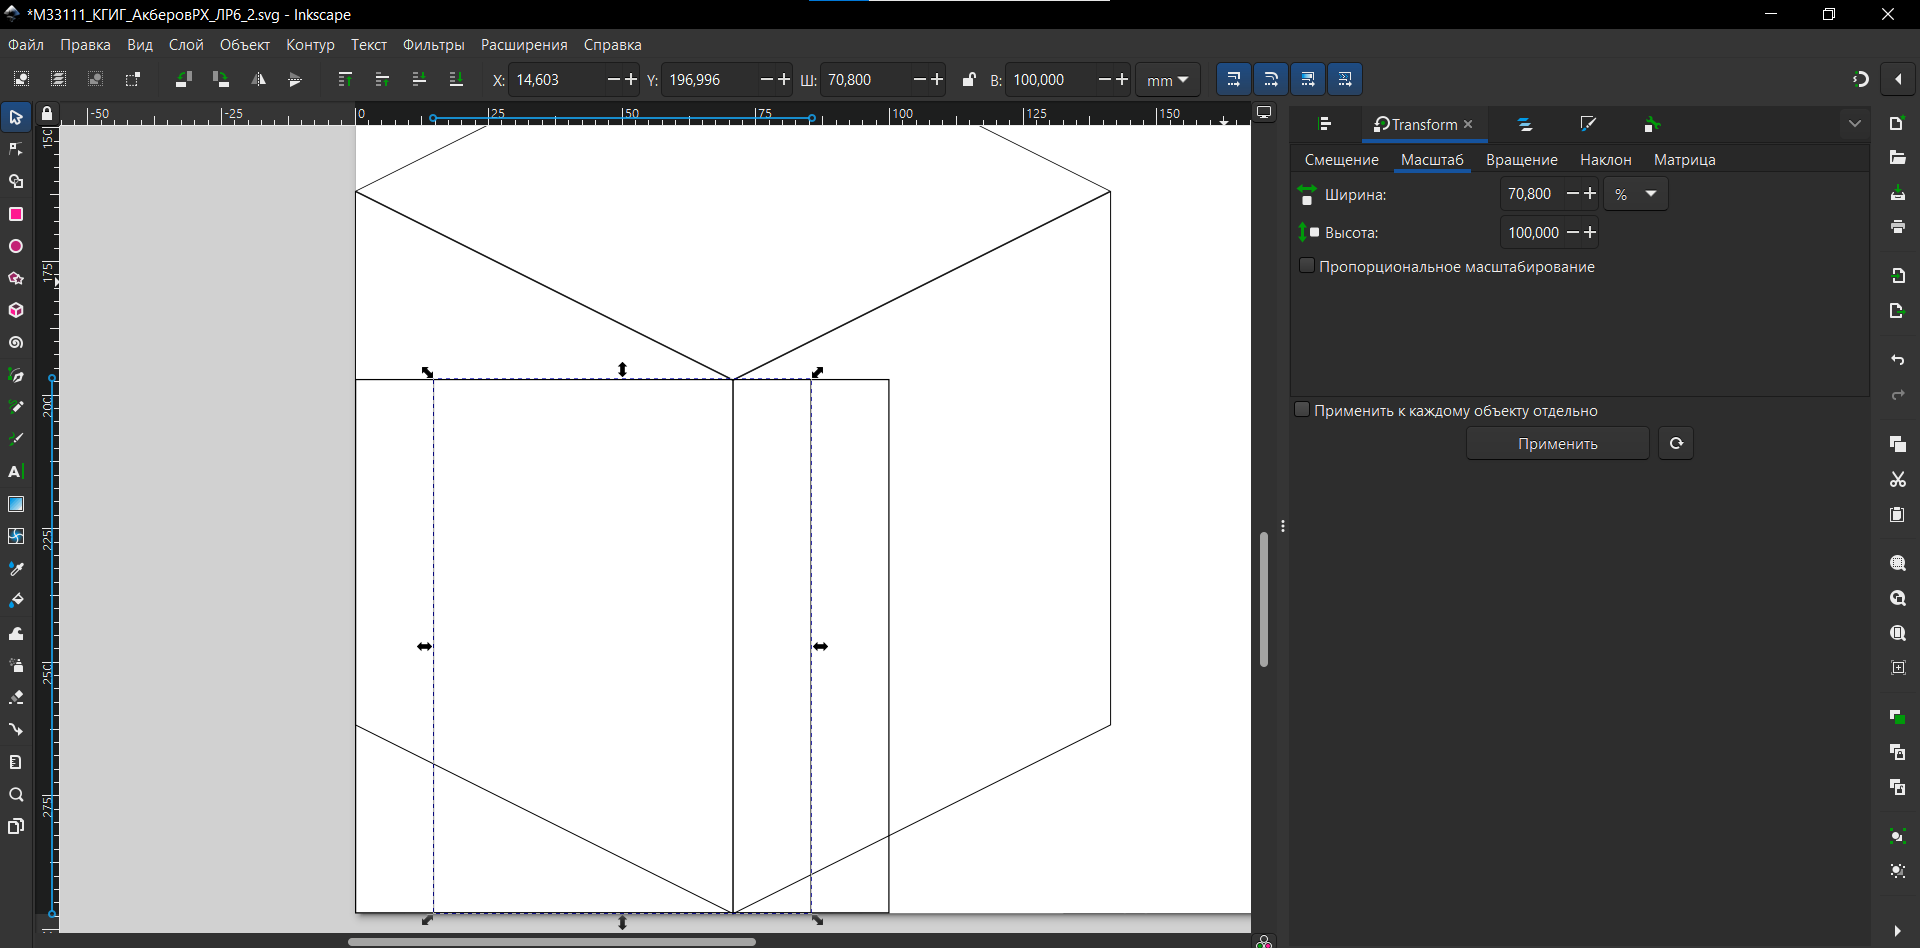 *М33111_КГИГ_АкберовРХ_ЛР6_2.svg - Inkscape
Файл Правка Вид Слой Объект Контур Текст Фильтры Расширения Справка
X: 14,603 Y: 196,996 Ш: 70,800 В: 100,000 mm
-50 -25 0 25 50 75 100 125 150
150
175
200
225
250
275
Transform
Смещение Масштаб Вращение Наклон Матрица
Ширина: 70,800 %
Высота: 100,000
Пропорциональное масштабирование
Применить к каждому объекту отдельно
Применить